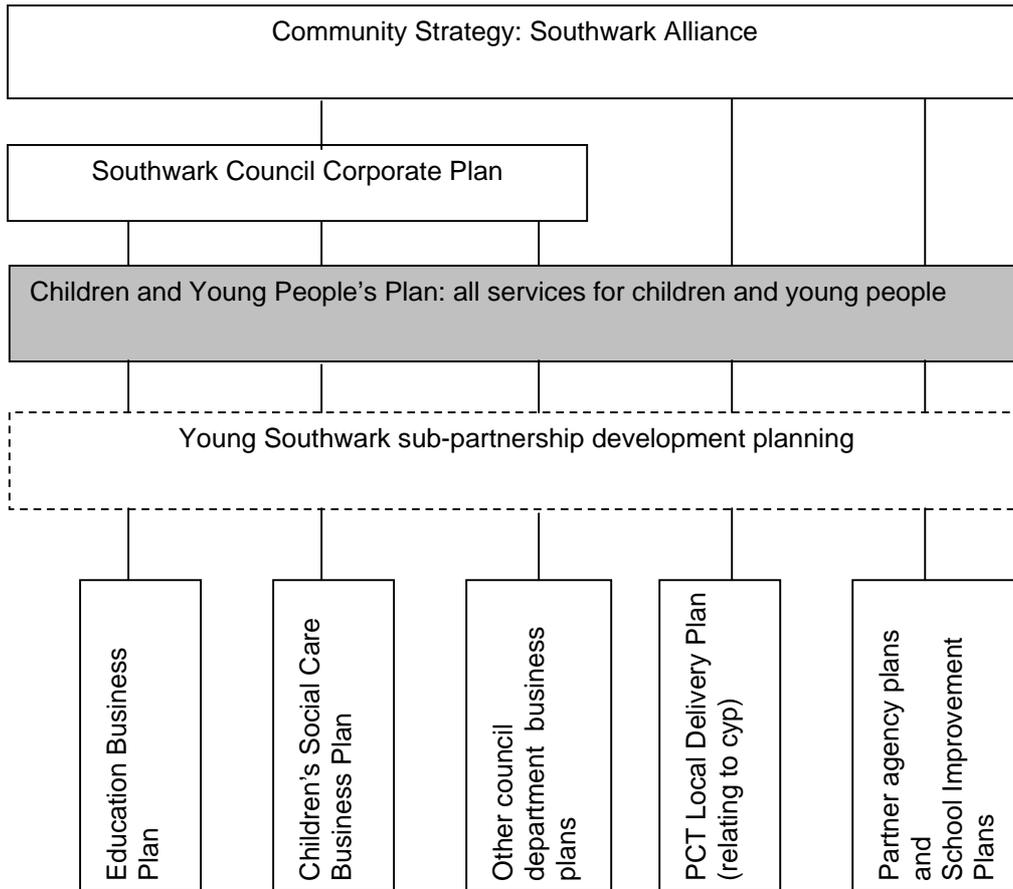 Community Strategy: Southwark Alliance
Southwark Council Corporate Plan
Children and Young People's Plan: all services for children and young people
Young Southwark sub-partnership development planning
Education Business
Plan
Children's Social Care
Business Plan
Other council
department business
plans
PCT Local Delivery Plan
(relating to cyp)
Partner agency plans
and
School Improvement
Plans